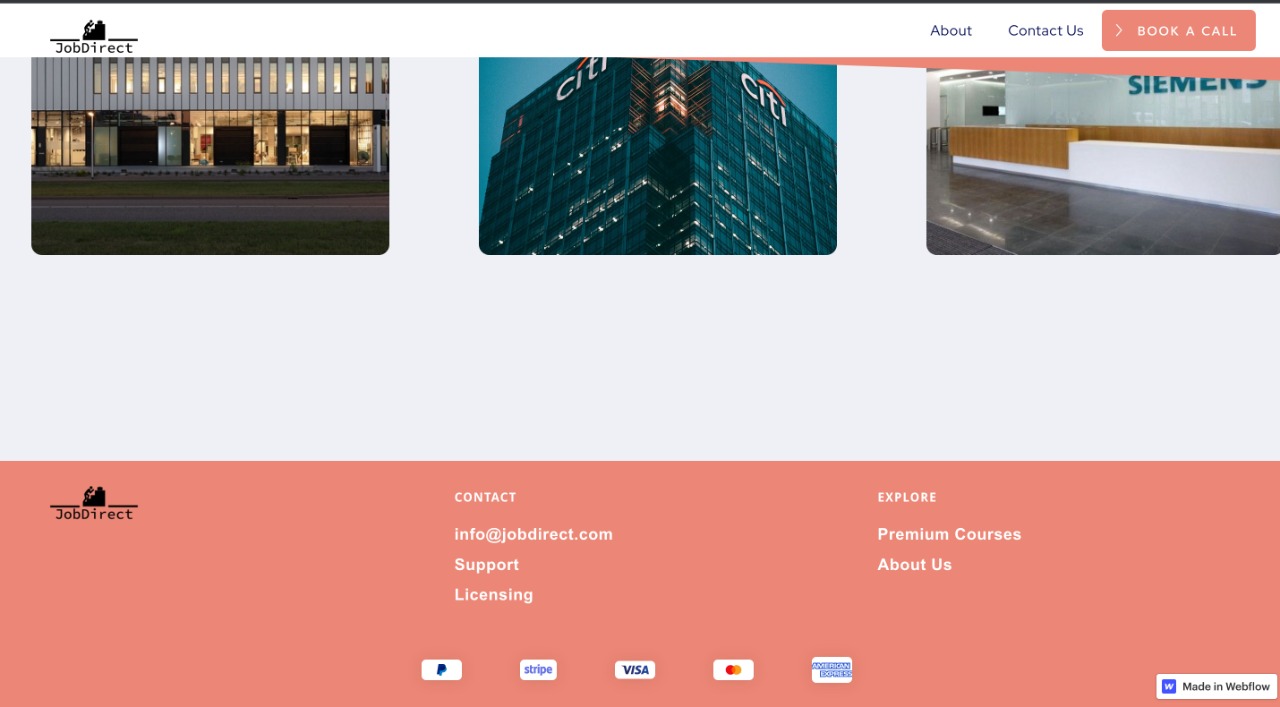 JobDirect
About
Contact Us
BOOK A CALL
citi
citi
SIEMENS
JobDirect
CONTACT
info@jobdirect.com
Support
Licensing
EXPLORE
Premium Courses
About Us
stripe
VISA
AMERICAN
EXPRESS
W Made in Webflow